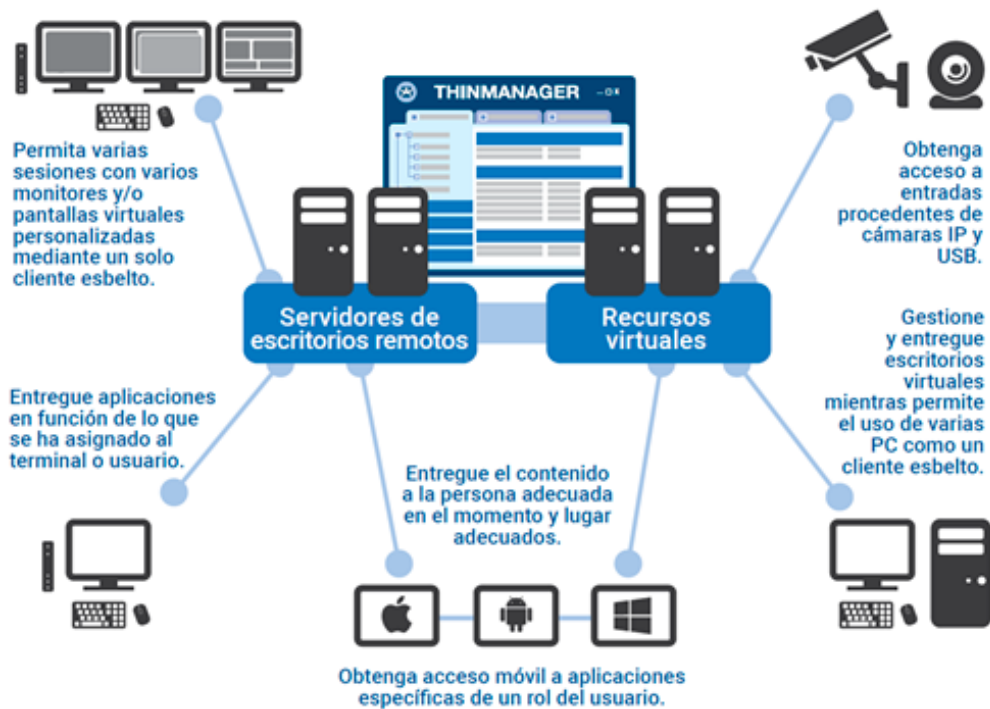 THINMANAGER
Permita varias
sesiones con varios
monitores y/o
pantallas virtuales
personalizadas
mediante un solo
cliente esbelto.
Obtenga
acceso a
entradas
procedentes de
cámaras IP y
USB.
Servidores de
escritorios remotos
Recursos
virtuales
Gestione
y entregue
escritorios
virtuales
mientras permite
el uso de varias
PC como un
cliente esbelto.
Entregue aplicaciones
en función de lo que
se ha asignado al
terminal o usuario.
Entregue el contenido
a la persona adecuada
en el momento y lugar
adecuados.
Obtenga acceso móvil a aplicaciones
específicas de un rol del usuario.